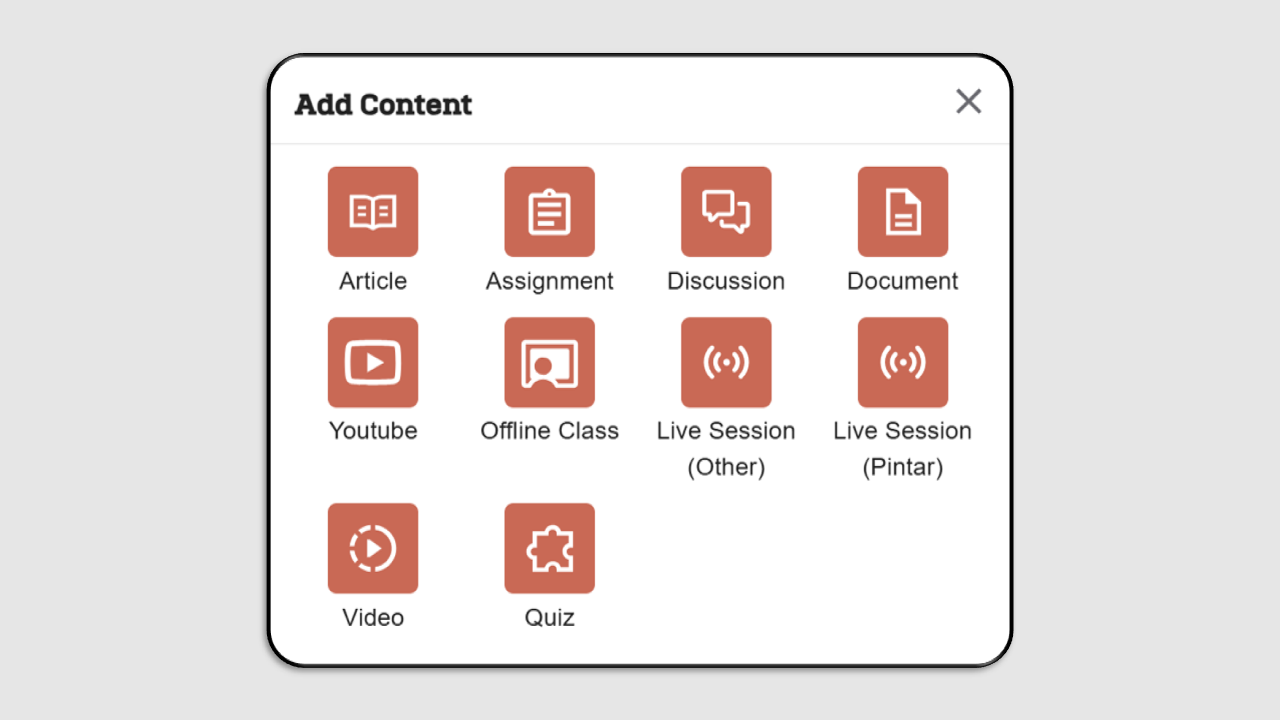 Add Content
Article
Assignment
Discussion
Document
Youtube
Offline Class
Live Session
(Other)
Live Session
(Pintar)
Video
Quiz